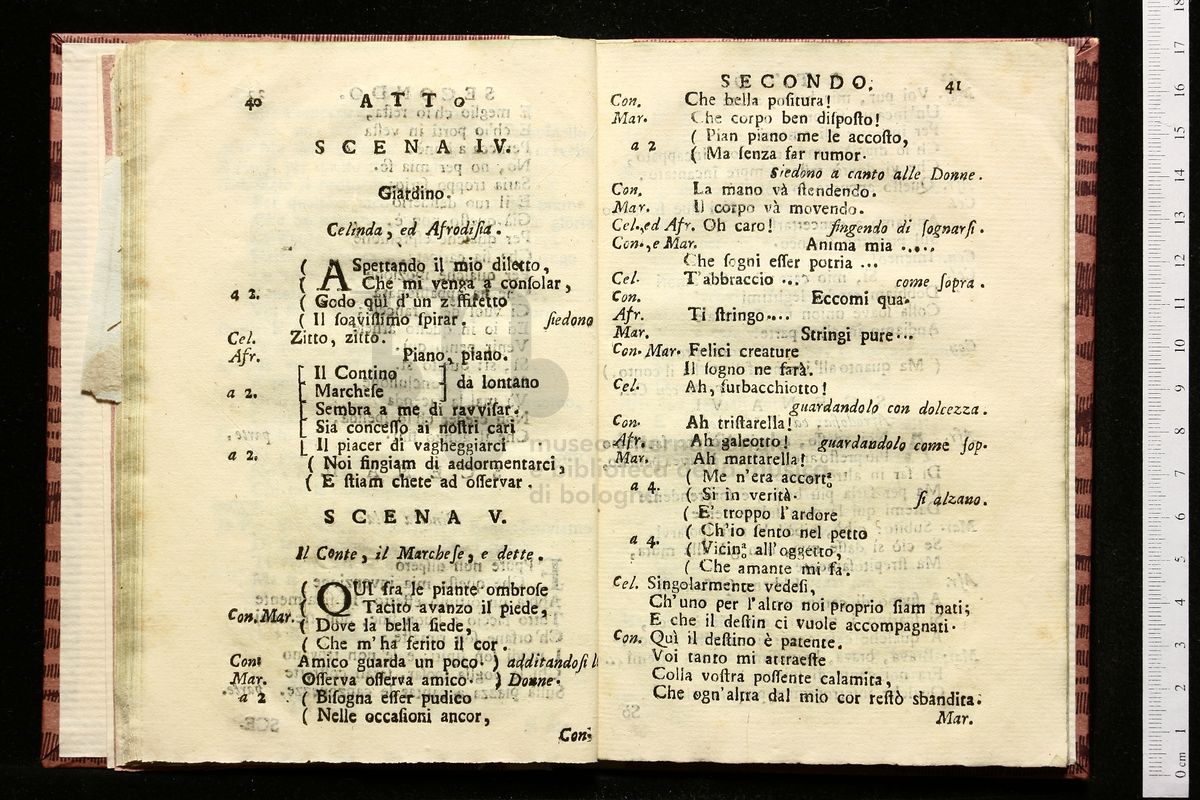 40
ATTO
SCENA IV.
Giardino.
Celinda, ed Afrodisia.
( ASpettando il mio diletto,
( Che mi venga a consolar,
a 2.
( Godo qui d'un zeffiretto
( Il soavissimo spirar. siedono
Cel. Zitto, zitto.
Afr. Piano, piano.
[ Il Contino ] da lontano
a 2. [ Marchese ]
[ Sembra a me di ravvisar.
[ Sia concesso ai nostri cari
[ Il piacer di vagheggiarci
a 2. ( Noi fingiam di addormentarci,
( E stiam chete ad osservar.
SCENA V.
Il Conte, il Marchese, e dette.
( QUì fra le piante ombrose
( Tacito avanzo il piede,
Con. Mar.
( Dove la bella siede,
( Che m'ha ferito il cor.
Con. Amico guarda un poco ) additandosi l
Mar. Osserva osserva amico ) Donne.
a 2 ( Bisogna esser pudico
( Nelle occasioni ancor,
Con.
SECONDO. 41
Con. Che bella positura!
Mar. Che corpo ben disposto!
a 2 ( Pian piano me le accosto,
( Ma senza far rumor.
Siedono a canto alle Donne.
Con. La mano và stendendo.
Mar. Il corpo và movendo.
Cel., ed Afr. Oh caro! fingendo di sognarsi.
Con., e Mar. Anima mia .....
Che sogni esser potria ...
Cel. T'abbraccio ... come sopra.
Con. Eccomi qua.
Afr. Ti stringo....
Mar. Stringi pure...
Con. Mar. Felici creature
Il sogno ne farà.
Cel. Ah, furbacchiotto!
guardandolo con dolcezza.
Con. Ah tristarella!
Afr. Ah galeotto! guardandolo come sop.
Mar. Ah mattarella!
a 4. ( Me n'era accorto
( Si in verità. si alzano.
( E' troppo l'ardore
a 4. ( Ch'io sento nel petto
( Vicino all'oggetto,
( Che amante mi fa.
Cel. Singolarmente vedesi,
Ch'uno per l'altro noi proprio siam nati;
E che il destin ci vuole accompagnati.
Con. Quì il destino è patente.
Voi tanto mi attraeste
Colla vostra possente calamita,
Che ogn'altra dal mio cor restò sbandita.
Mar.